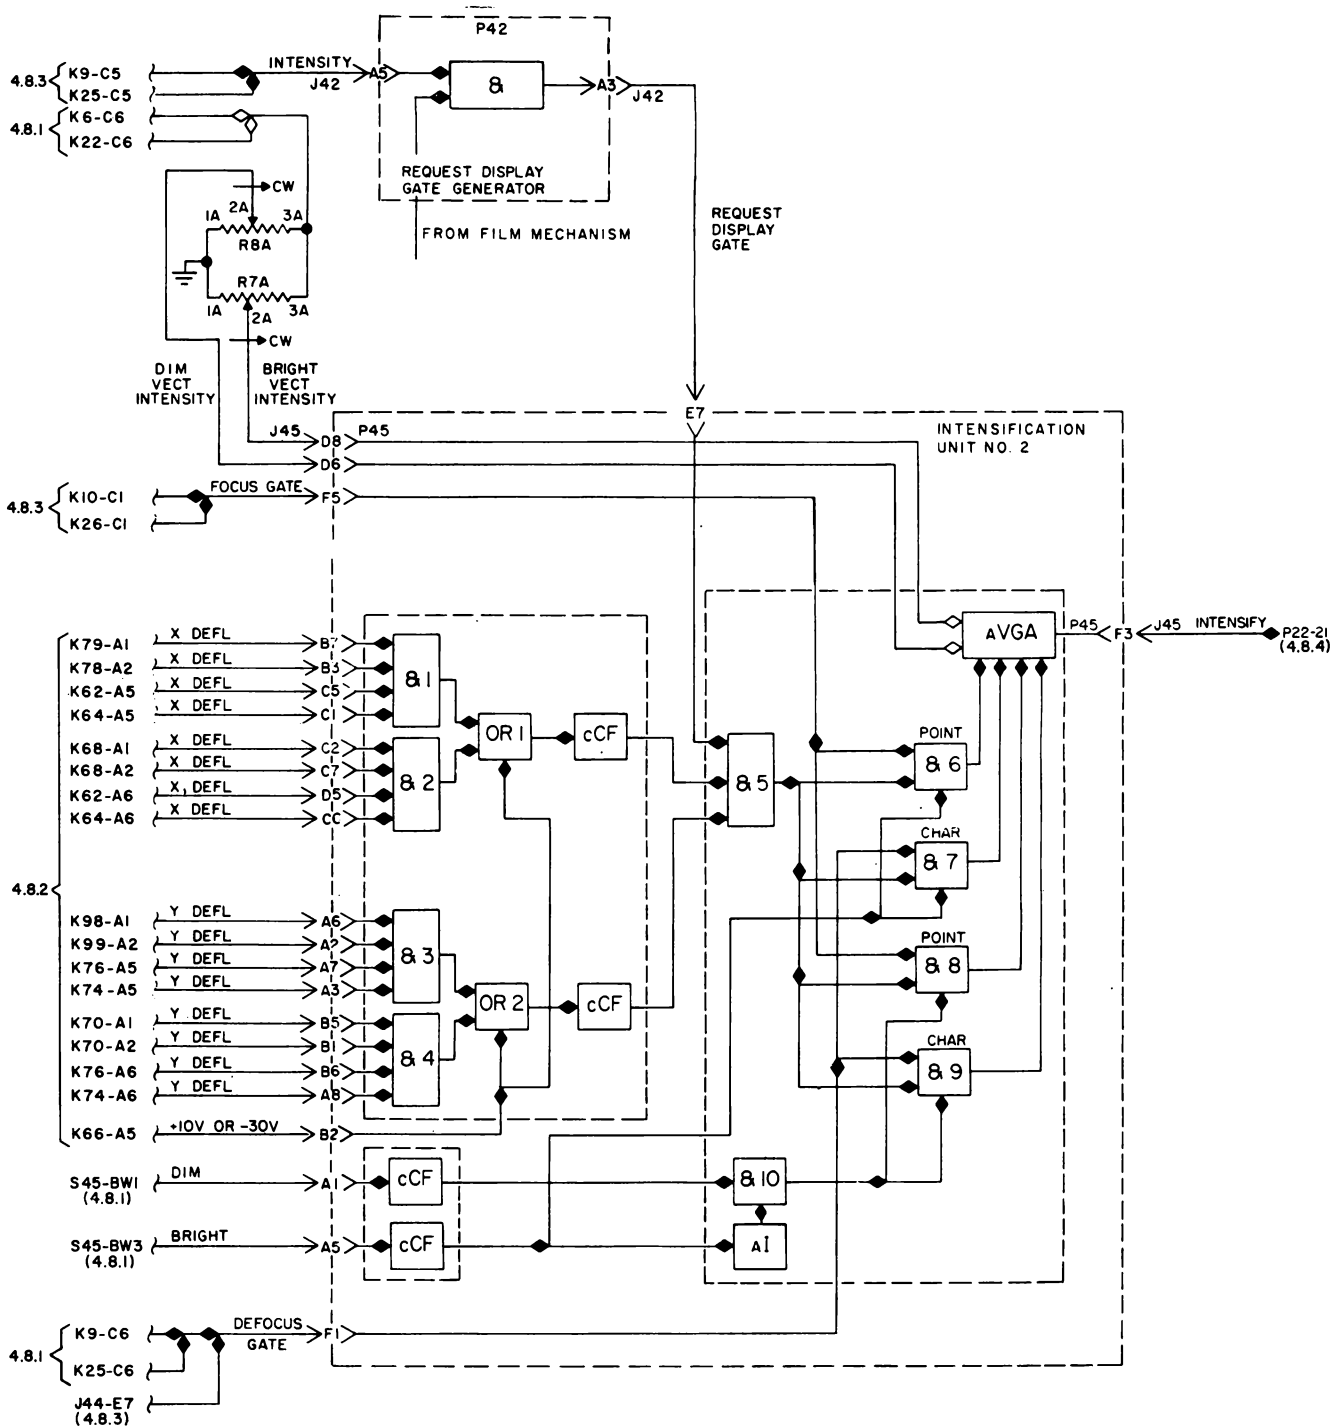 P42
4.8.3
K9-C5
K25-C5
INTENSITY
J42
A5
&
A3
J42
4.8.1
K6-C6
K22-C6
REQUEST DISPLAY
GATE GENERATOR
FROM FILM MECHANISM
REQUEST
DISPLAY
GATE
CW
1A
2A
3A
R8A
R7A
1A
2A
3A
CW
DIM
VECT
INTENSITY
BRIGHT
VECT
INTENSITY
E7
J45
D8
P45
D6
INTENSIFICATION
UNIT NO. 2
4.8.3
K10-C1
K26-C1
FOCUS GATE
F5
4.8.2
K79-A1 X DEFL B7
K78-A2 X DEFL B3
K62-A5 X DEFL C5
K64-A5 X DEFL C1
&1
K68-A1 X DEFL C2
K68-A2 X DEFL C7
K62-A6 X DEFL D5
K64-A6 X DEFL CC
&2
OR 1
cCF
K98-A1 Y DEFL A6
K99-A2 Y DEFL A2
K76-A5 Y DEFL A7
K74-A5 Y DEFL A3
&3
K70-A1 Y DEFL B5
K70-A2 Y DEFL B1
K76-A6 Y DEFL B6
K74-A6 Y DEFL A8
&4
OR 2
cCF
K66-A5 +10V OR -30V B2
&5
aVGA
P45
F3
J45
INTENSIFY
P22-21
(4.8.4)
POINT
&6
CHAR
&7
POINT
&8
CHAR
&9
S45-BW1
(4.8.1)
DIM
A1
cCF
&10
S45-BW3
(4.8.1)
BRIGHT
A5
cCF
aI
4.8.1
K9-C6
K25-C6
DEFOCUS
GATE
F1
J44-E7
(4.8.3)